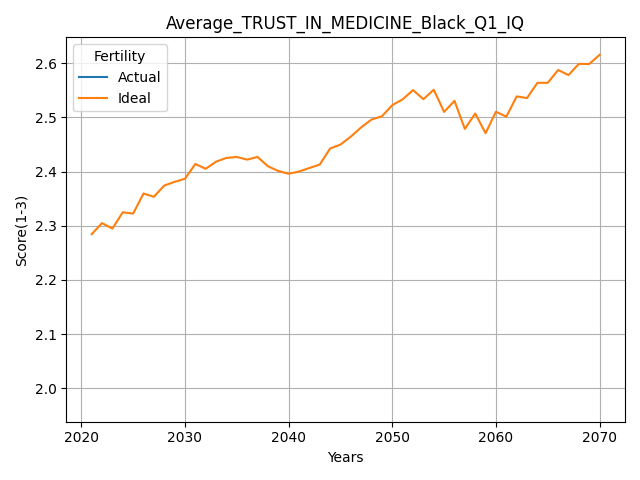 Average_TRUST_IN_MEDICINE_Black_Q1_IQ
Fertility
Actual
Ideal
Score(1-3)
2.6
2.5
2.4
2.3
2.2
2.1
2.0
2020 2030 2040 2050 2060 2070
Years